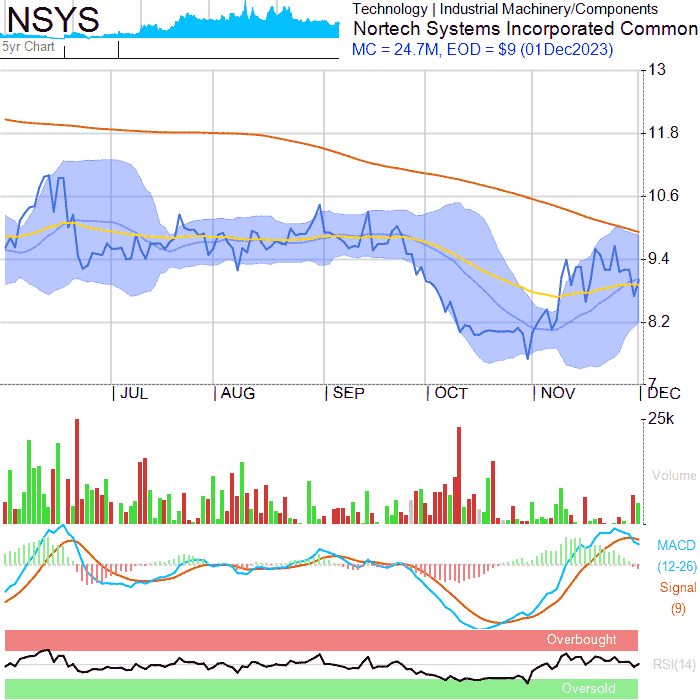 NSYS
5yr Chart
Technology | Industrial Machinery/Components
Nortech Systems Incorporated Common
MC = 24.7M, EOD = $9 (01Dec2023)
13
11.8
10.6
9.4
8.2
7
JUL
AUG
SEP
OCT
NOV
DEC
25k
Volume
MACD
(12-26)
Signal
(9)
Overbought
RSI(14)
Oversold